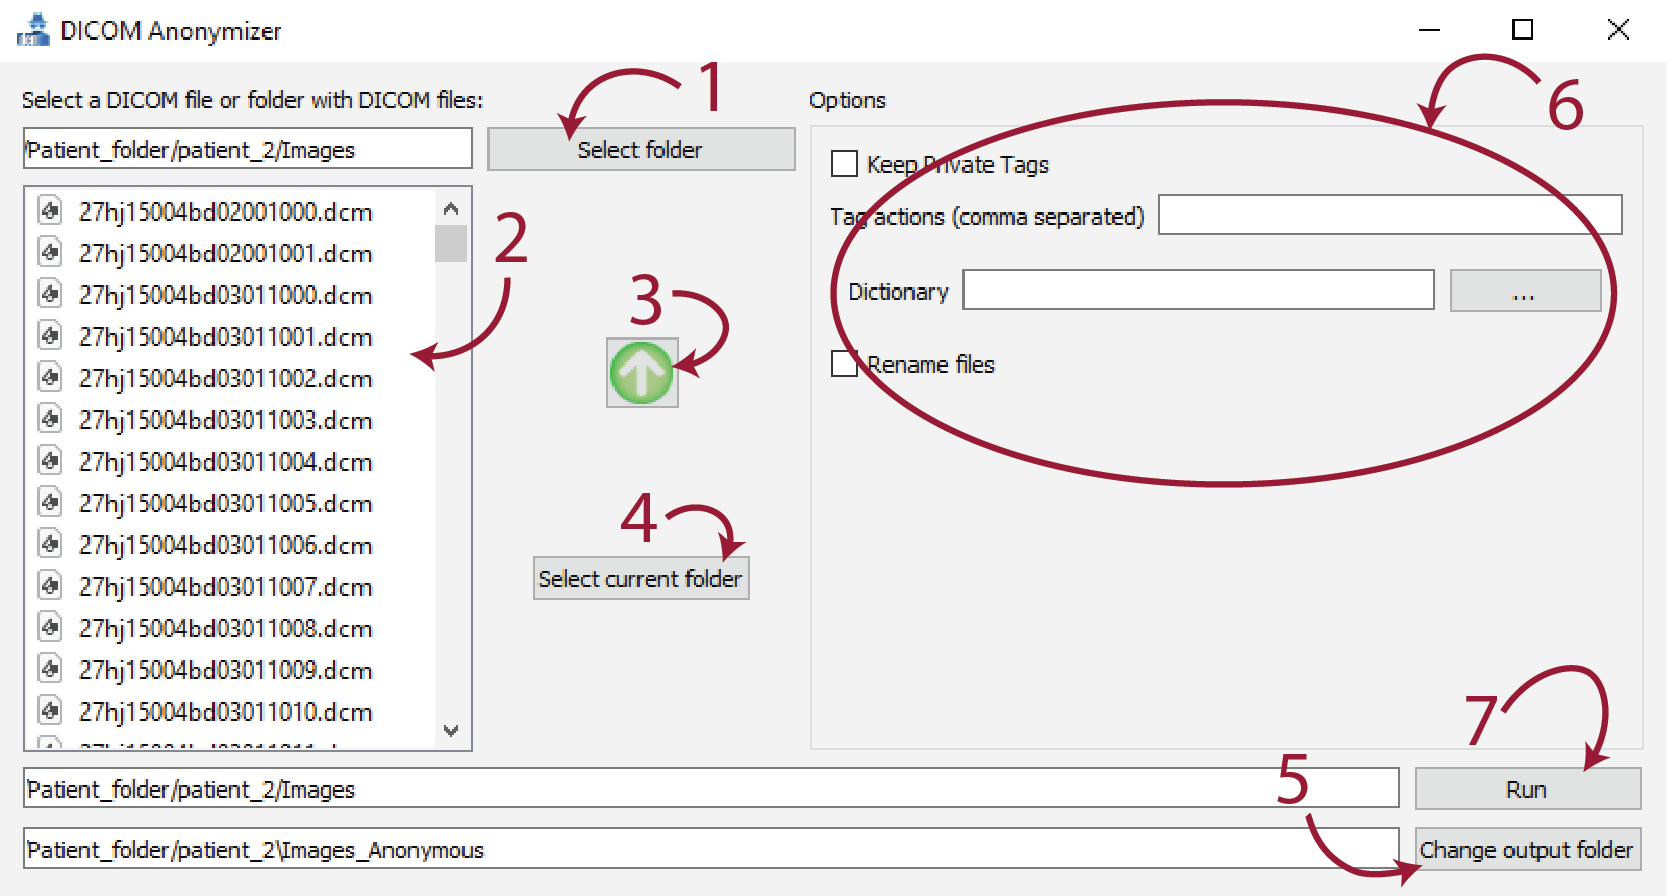 DICOM Anonymizer
1
Select a DICOM file or folder with DICOM files:
Options
6
/Patient_folder/patient_2/Images
Select folder
Keep Private Tags
27hj15004bd02001000.dcm
Tag actions (comma separated)
2
27hj15004bd02001001.dcm
3
27hj15004bd03011000.dcm
Dictionary
...
27hj15004bd03011001.dcm
27hj15004bd03011002.dcm
Rename files
27hj15004bd03011003.dcm
27hj15004bd03011004.dcm
27hj15004bd03011005.dcm
4
27hj15004bd03011006.dcm
27hj15004bd03011007.dcm
Select current folder
27hj15004bd03011008.dcm
27hj15004bd03011009.dcm
27hj15004bd03011010.dcm
7
5
Patient_folder/patient_2/Images
Run
Patient_folder/patient_2\Images_Anonymous
Change output folder